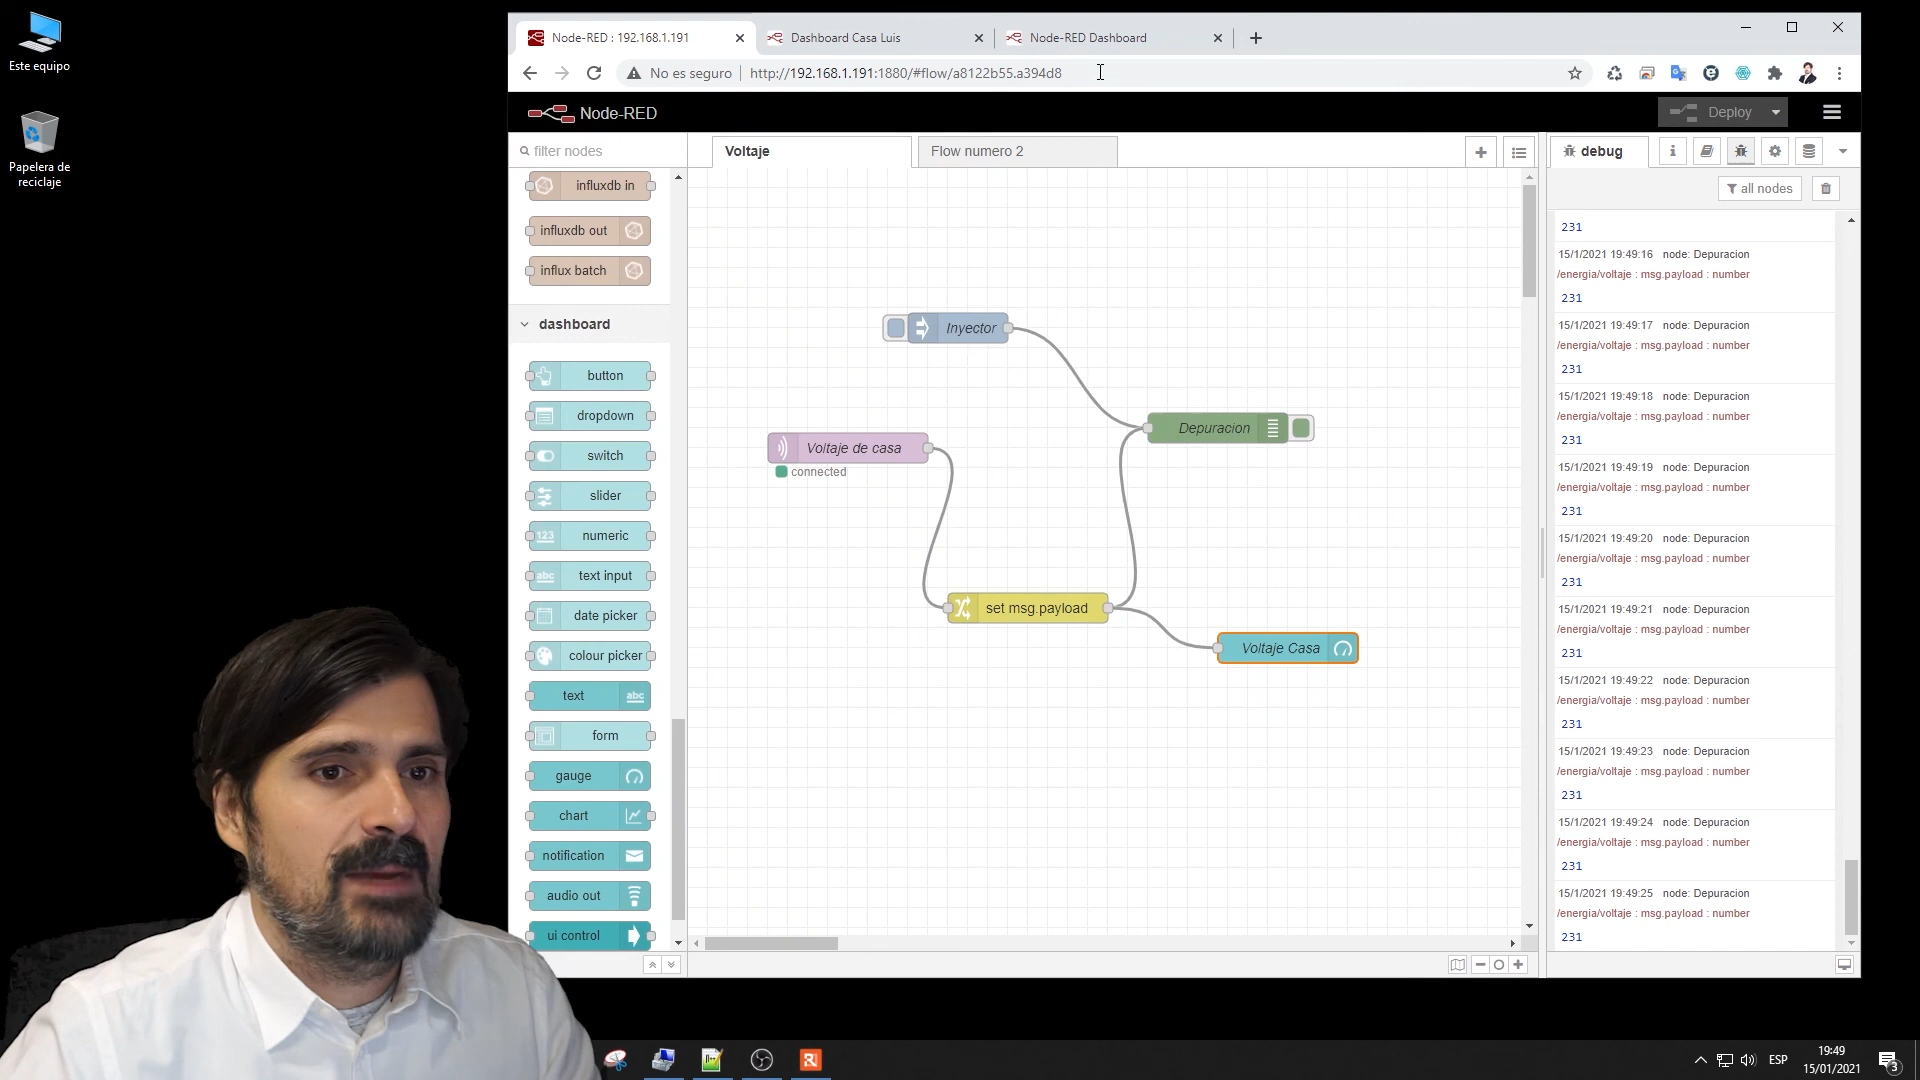 Este equipo
Papelera de
reciclaje
Node-RED : 192.168.1.191
Dashboard Casa Luis
Node-RED Dashboard
No es seguro
http://192.168.1.191:1880/#flow/a8122b55.a394d8
Node-RED
Deploy
filter nodes
influxdb in
influxdb out
influx batch
dashboard
button
dropdown
switch
slider
123
numeric
abc
text input
date picker
colour picker
text
abc
form
gauge
chart
notification
audio out
ui control
Voltaje
Flow numero 2
Inyector
Voltaje de casa
connected
Depuracion
set msg.payload
Voltaje Casa
debug
all nodes
231
15/1/2021 19:49:16 node: Depuracion
/energia/voltaje : msg.payload : number
231
15/1/2021 19:49:17 node: Depuracion
/energia/voltaje : msg.payload : number
231
15/1/2021 19:49:18 node: Depuracion
/energia/voltaje : msg.payload : number
231
15/1/2021 19:49:19 node: Depuracion
/energia/voltaje : msg.payload : number
231
15/1/2021 19:49:20 node: Depuracion
/energia/voltaje : msg.payload : number
231
15/1/2021 19:49:21 node: Depuracion
/energia/voltaje : msg.payload : number
231
15/1/2021 19:49:22 node: Depuracion
/energia/voltaje : msg.payload : number
231
15/1/2021 19:49:23 node: Depuracion
/energia/voltaje : msg.payload : number
231
15/1/2021 19:49:24 node: Depuracion
/energia/voltaje : msg.payload : number
231
15/1/2021 19:49:25 node: Depuracion
/energia/voltaje : msg.payload : number
231
ESP
19:49
15/01/2021
3